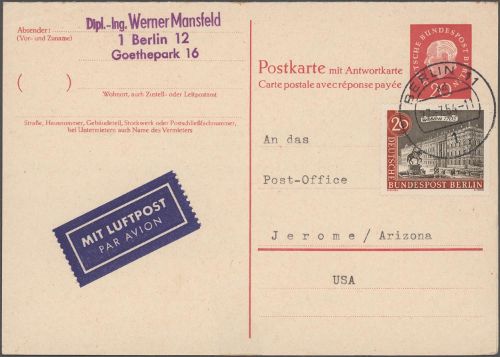 Absender:
(Vor- und Zuname)
Dipl.-Ing. Werner Mansfeld
1 Berlin 12
Goethepark 16
( )
Wohnort, auch Zustell- oder Leitpostamt
Straße, Hausnummer, Gebäudeteil, Stockwerk oder Postschließfachnummer,
bei Untermietern auch Name des Vermieters
MIT LUFTPOST
PAR AVION
DEUTSCHE BUNDESPOST BERLIN
20
Postkarte mit Antwortkarte
Carte postale avec réponse payée
BERLIN 11
20
DEUTSCHE
BUNDESPOST BERLIN
An das
Post-Office
Jerome/Arizona
USA